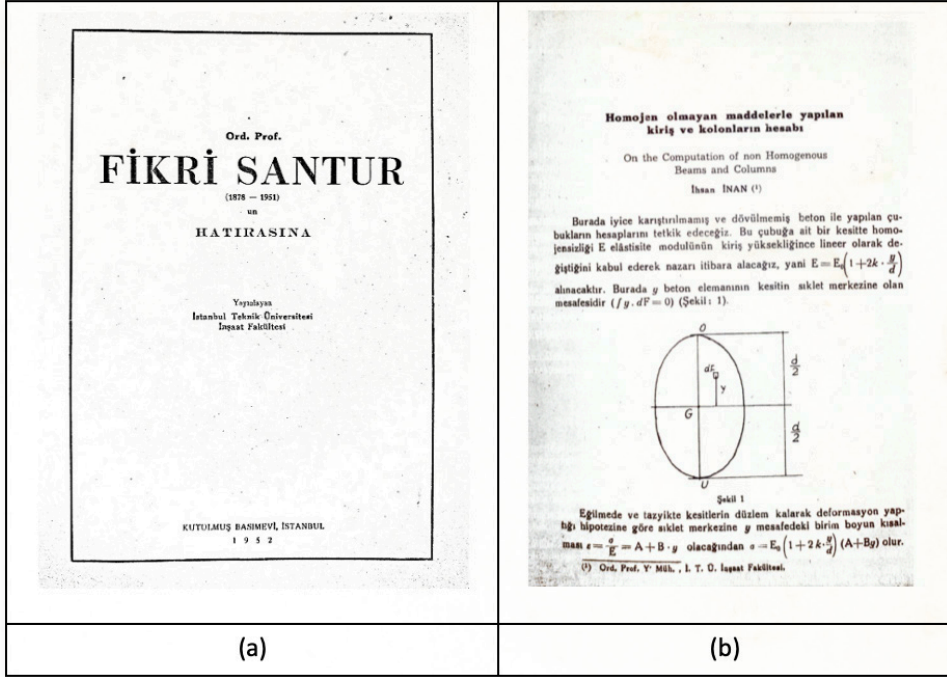 Ord. Prof.
FİKRİ SANTUR
(1878 — 1951)
un
HATIRASINA
Yayınlayan
İstanbul Teknik Üniversitesi
İnşaat Fakültesi
KUTULMUŞ BASIMEVİ, İSTANBUL
1 9 5 2
(a)
Homojen olmayan maddelerle yapılan
kiriş ve kolonların hesabı
On the Computation of non Homogenous
Beams and Columns
İhsan İNAN (¹)
Burada iyice karıştırılmamış ve dövülmemiş beton ile yapılan çu-
bukların hesaplarını tetkik edeceğiz. Bu çubuğa ait bir kesitte homo-
jensizliği E elâstisite modulünün kiriş yüksekliğince lineer olarak de-
ğiştiğini kabul ederek nazarı itibara alacağız, yani E=E₀(1+2k·y/d)
alınacaktır. Burada y beton elemanının kesitin sıklet merkezine olan
mesafesidir (∫y.dF=0) (Şekil: 1).
O
dF
y
G
U
d/2
d/2
Şekil 1
Eğilmede ve tazyikte kesitlerin düzlem kalarak deformasyon yap-
tığı hipotezine göre sıklet merkezine y mesafedeki birim boyun kısal-
ması ε=σ/E=A+B·y olacağından σ=E₀(1+2k·y/d)(A+By) olur.
(¹) Ord. Prof. Y. Müh., İ. T. Ü. İnşaat Fakültesi.
(b)